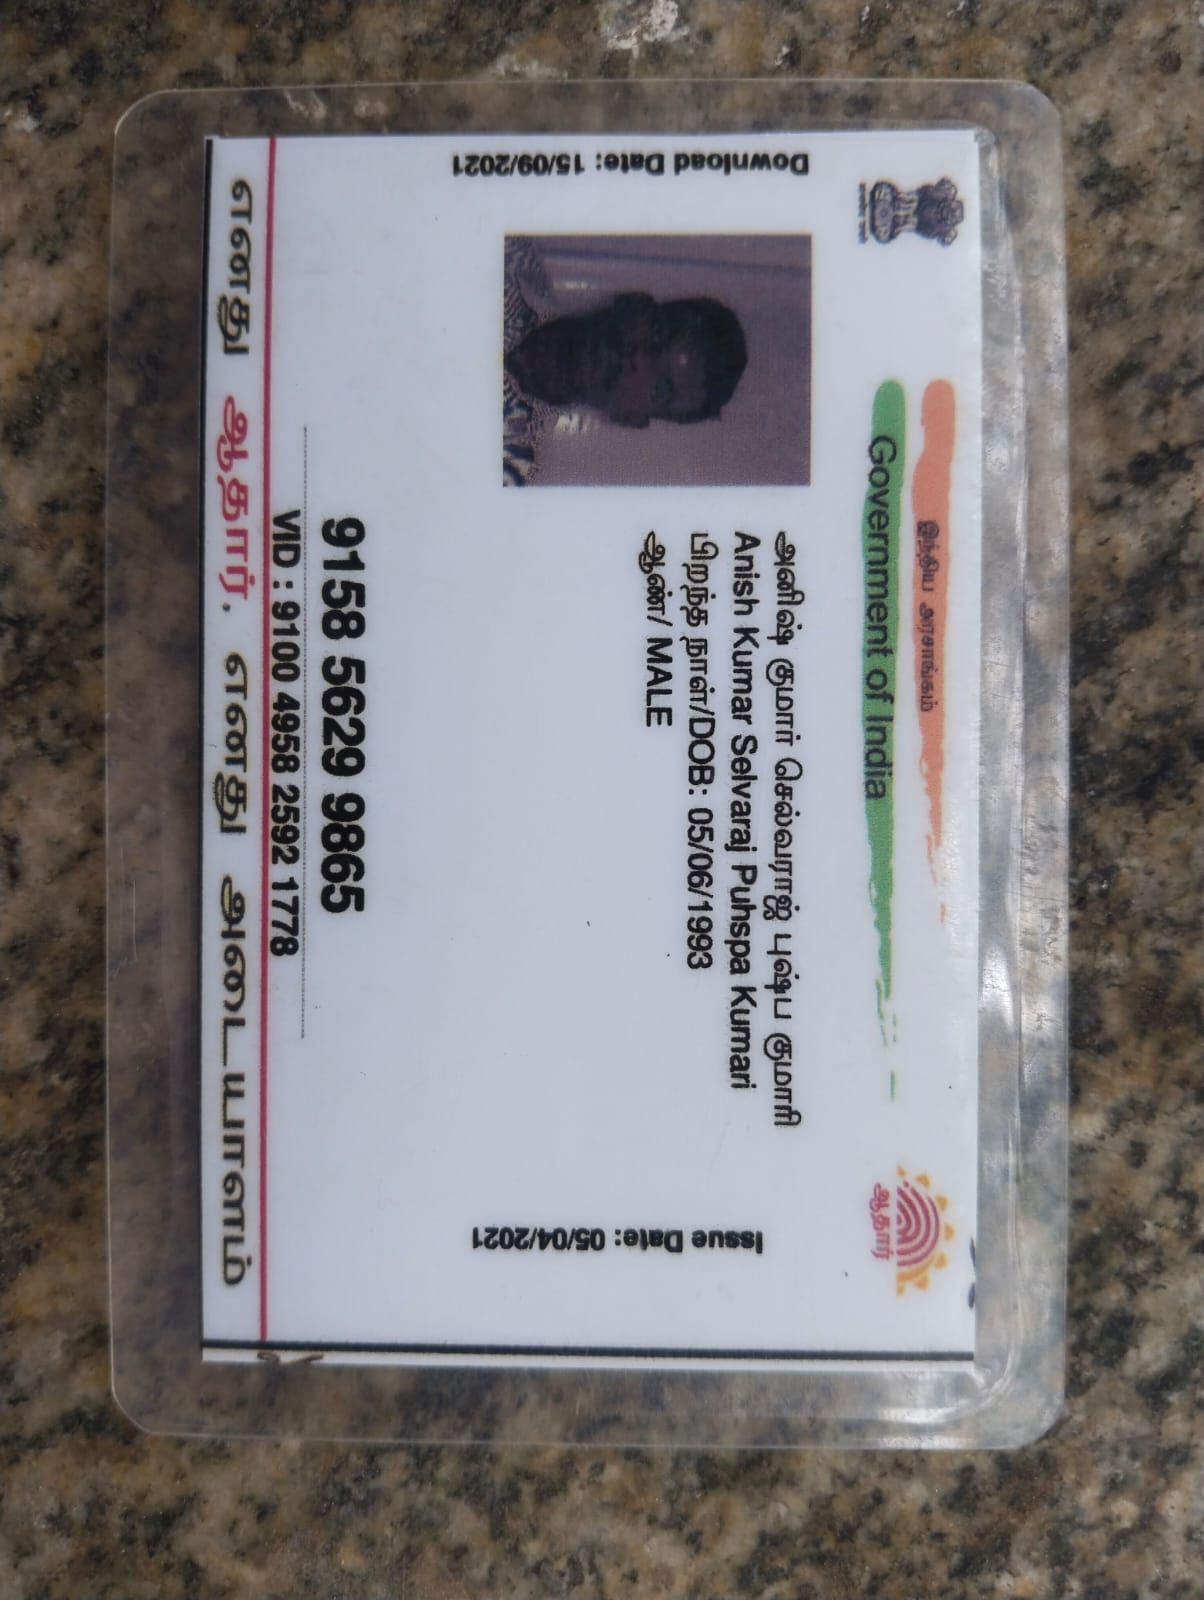 இந்திய அரசாங்கம்
Government of India
Download Date: 15/09/2021
அனிஷ் குமார் செல்வராஜ் புஷ்ப குமாரி
Anish Kumar Selvaraj Puhspa Kumari
பிறந்த நாள்/DOB: 05/06/1993
ஆண்/ MALE
Issue Date: 05/04/2021
ஆதார்
9158 5629 9865
VID : 9100 4958 2592 1778
எனது ஆதார், எனது அடையாளம்